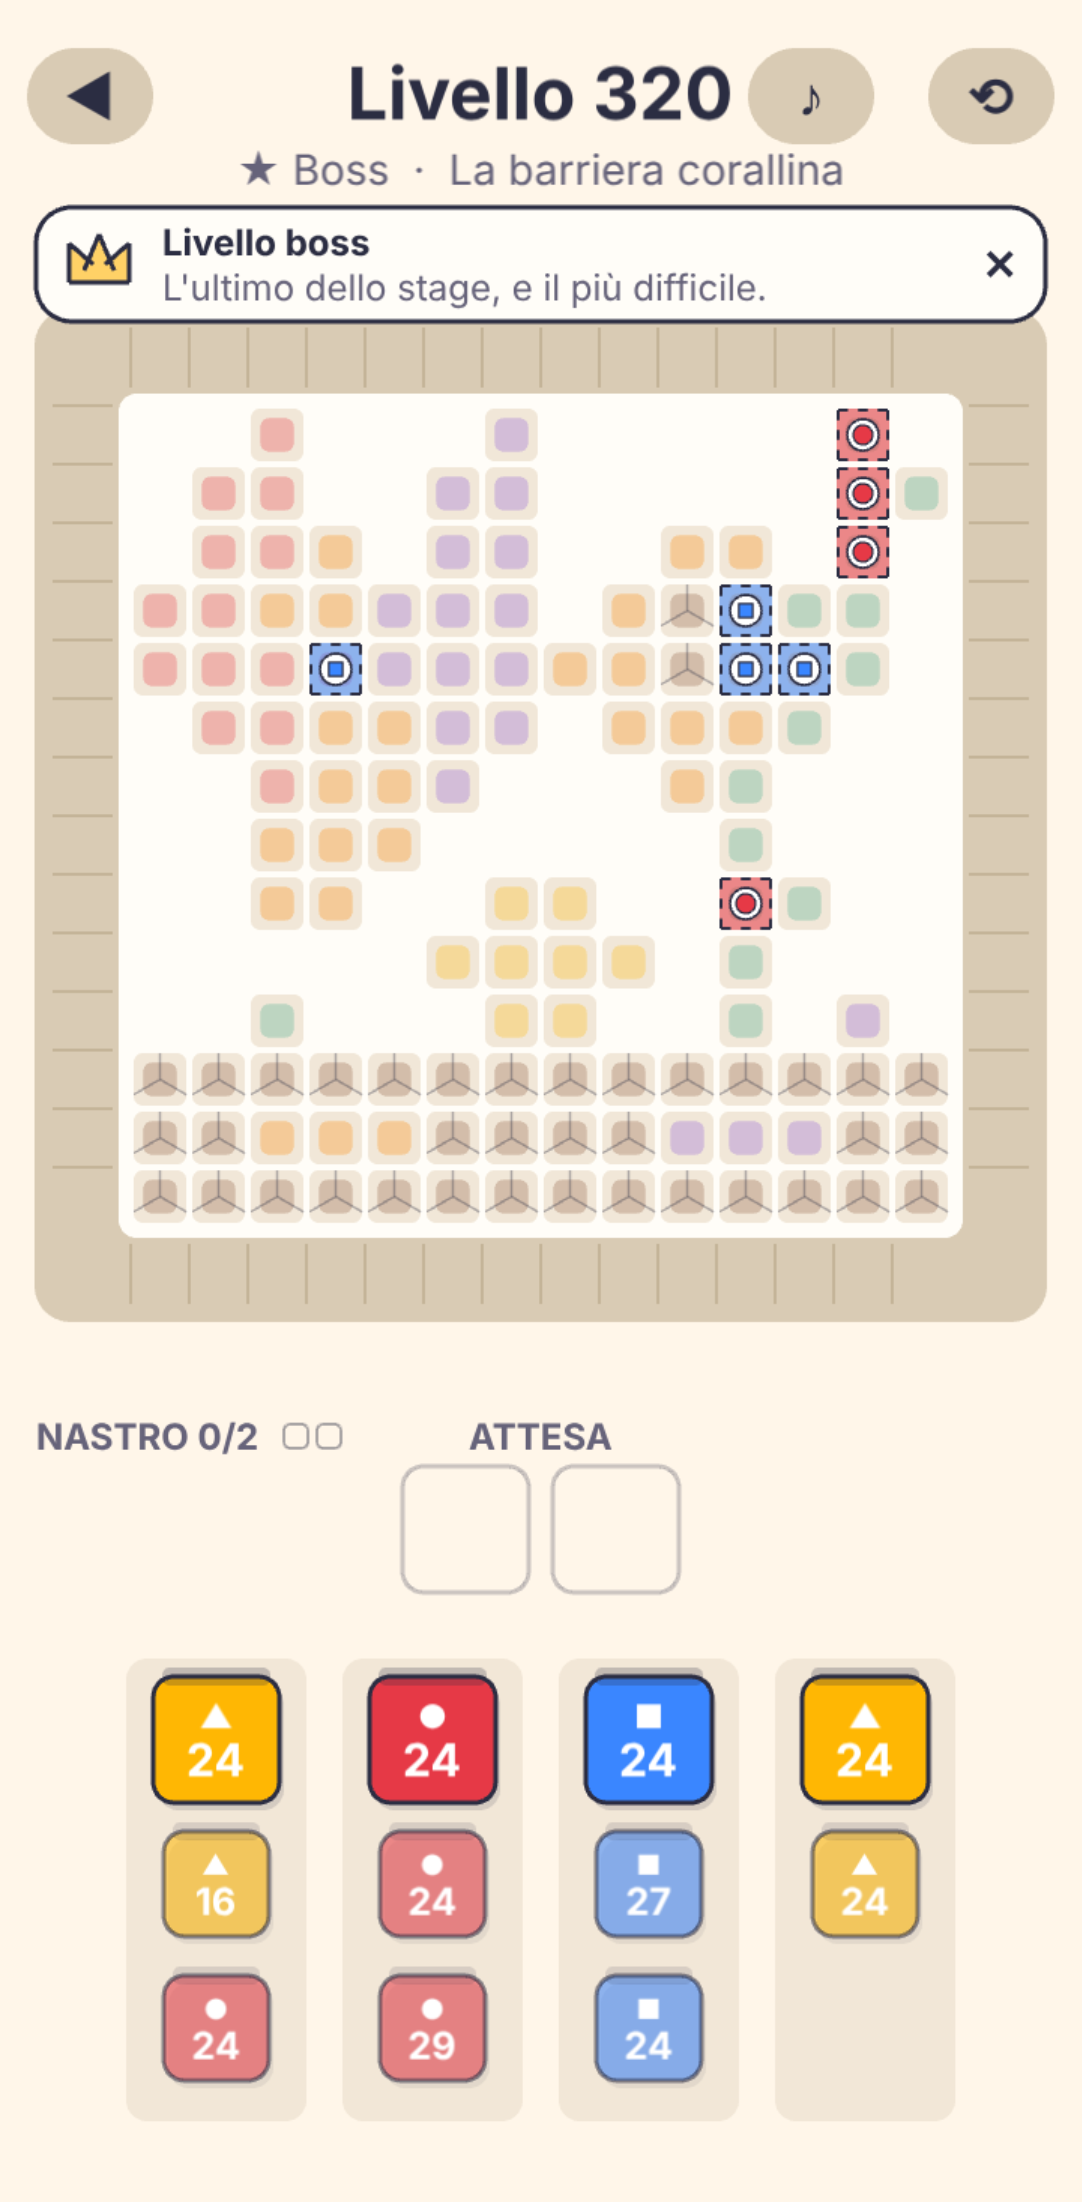 Livello 320
★ Boss · La barriera corallina
Livello boss
L'ultimo dello stage, e il più difficile.
NASTRO 0/2
ATTESA
24 24 24 24
16 24 27 24
24 29 24